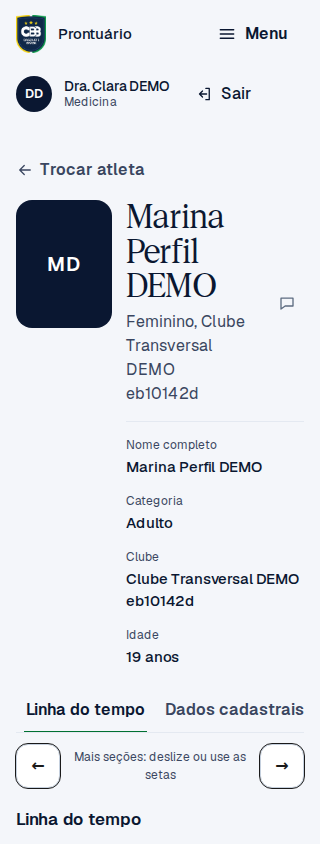 CBB
Prontuário
Menu
DD
Dra. Clara DEMO
Medicina
Sair
← Trocar atleta
MD
Marina
Perfil
DEMO
Feminino, Clube
Transversal
DEMO
eb10142d
Nome completo
Marina Perfil DEMO
Categoria
Adulto
Clube
Clube Transversal DEMO
eb10142d
Idade
19 anos
Linha do tempo
Dados cadastrais
←
Mais seções: deslize ou use as
setas
→
Linha do tempo